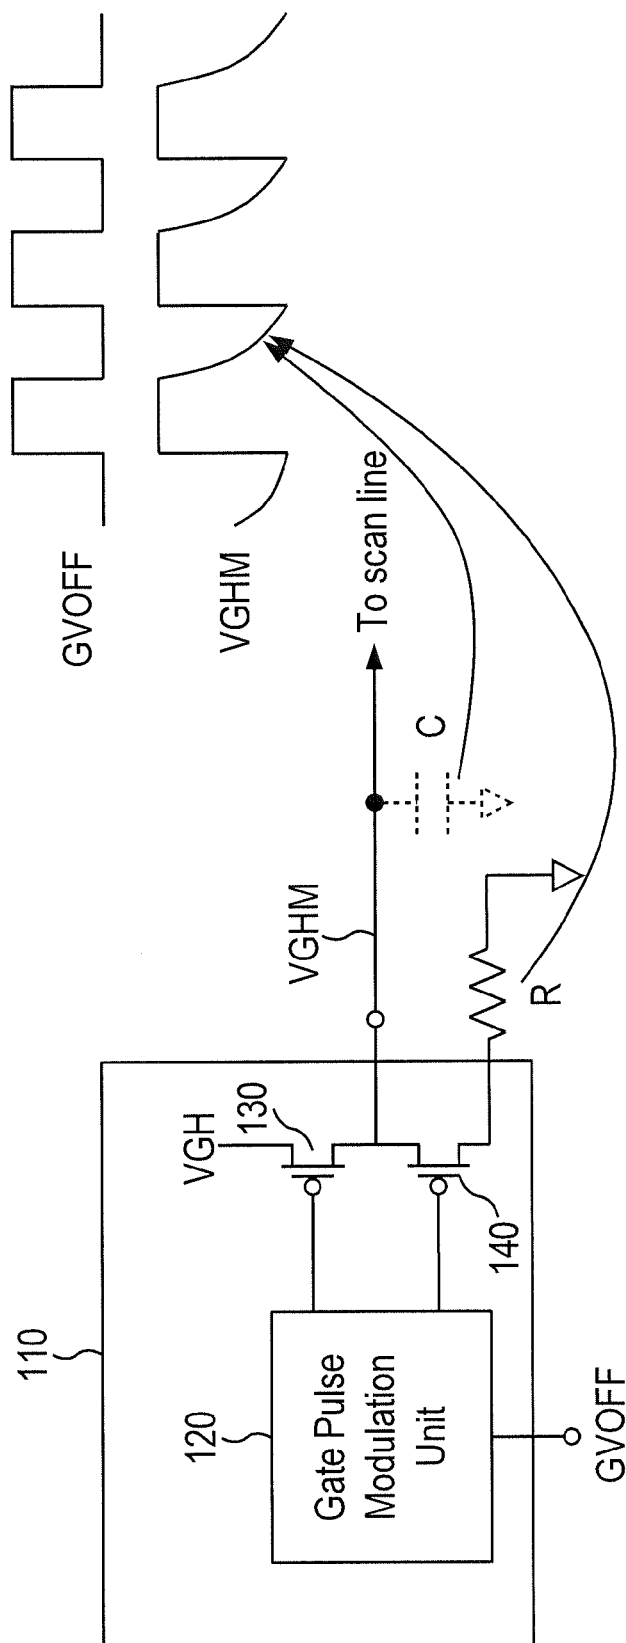 110
120
Gate Pulse
Modulation
Unit
GVOFF
VGH
130
140
VGHM
R
C
To scan line
GVOFF
VGHM